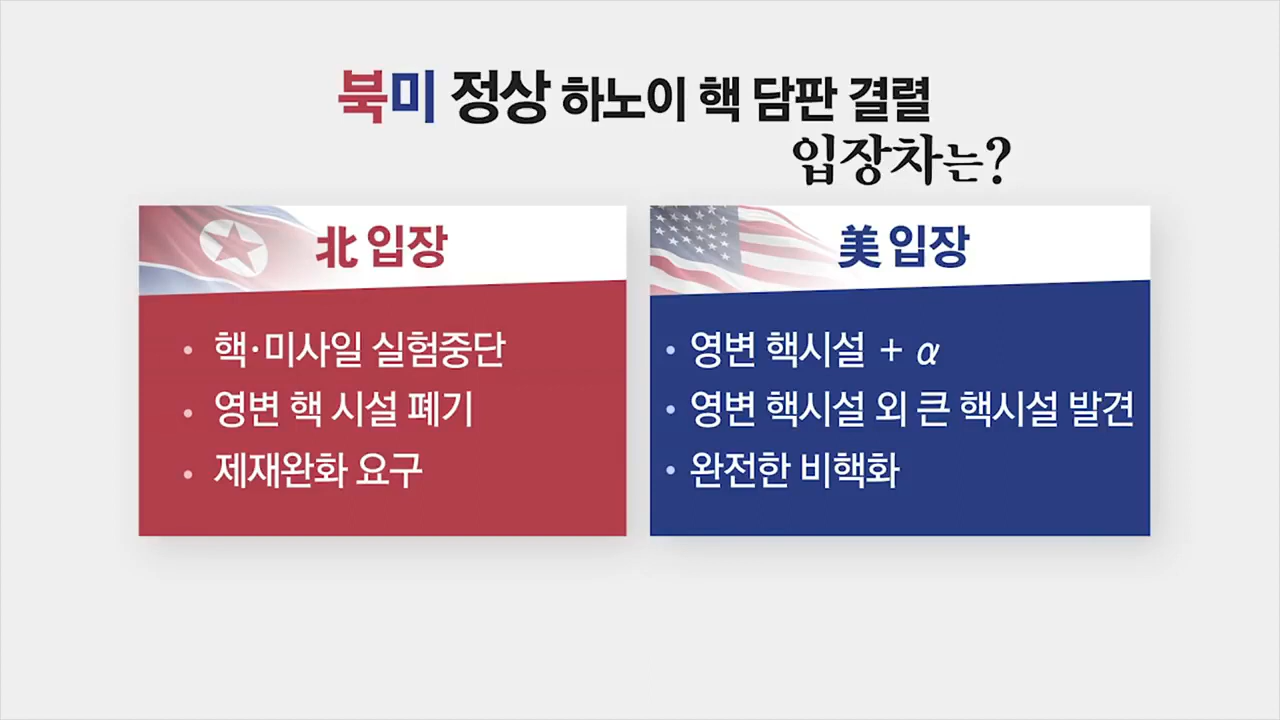 북미 정상 하노이 핵 담판 결렬
입장차는?
北 입장
• 핵·미사일 실험중단
• 영변 핵 시설 폐기
• 제재완화 요구
美 입장
• 영변 핵시설 + α
• 영변 핵시설 외 큰 핵시설 발견
• 완전한 비핵화